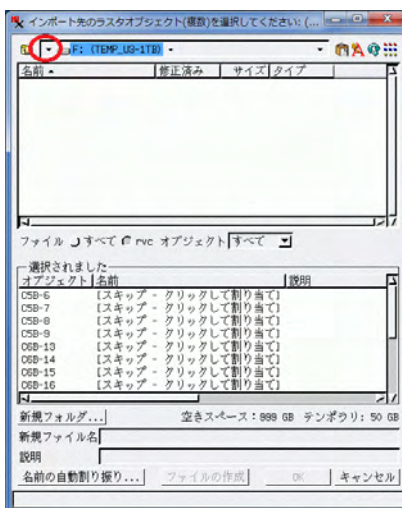 インポート先のラスタオブジェクト(複数)を選択してください: (...
F: (TEMP_U3-1TB)
名前 修正済み サイズ タイプ
ファイル すべて rvc オブジェクト すべて
選択されました
オブジェクト 名前 説明
C5B-6 [スキップ - クリックして割り当て]
C5B-7 [スキップ - クリックして割り当て]
C5B-8 [スキップ - クリックして割り当て]
C5B-9 [スキップ - クリックして割り当て]
C6B-13 [スキップ - クリックして割り当て]
C6B-14 [スキップ - クリックして割り当て]
C6B-15 [スキップ - クリックして割り当て]
C6B-16 [スキップ - クリックして割り当て]
新規フォルダ... 空きスペース：999 GB テンポラリ: 50 GB
新規ファイル名
説明
名前の自動割り振り... ファイルの作成 OK キャンセル